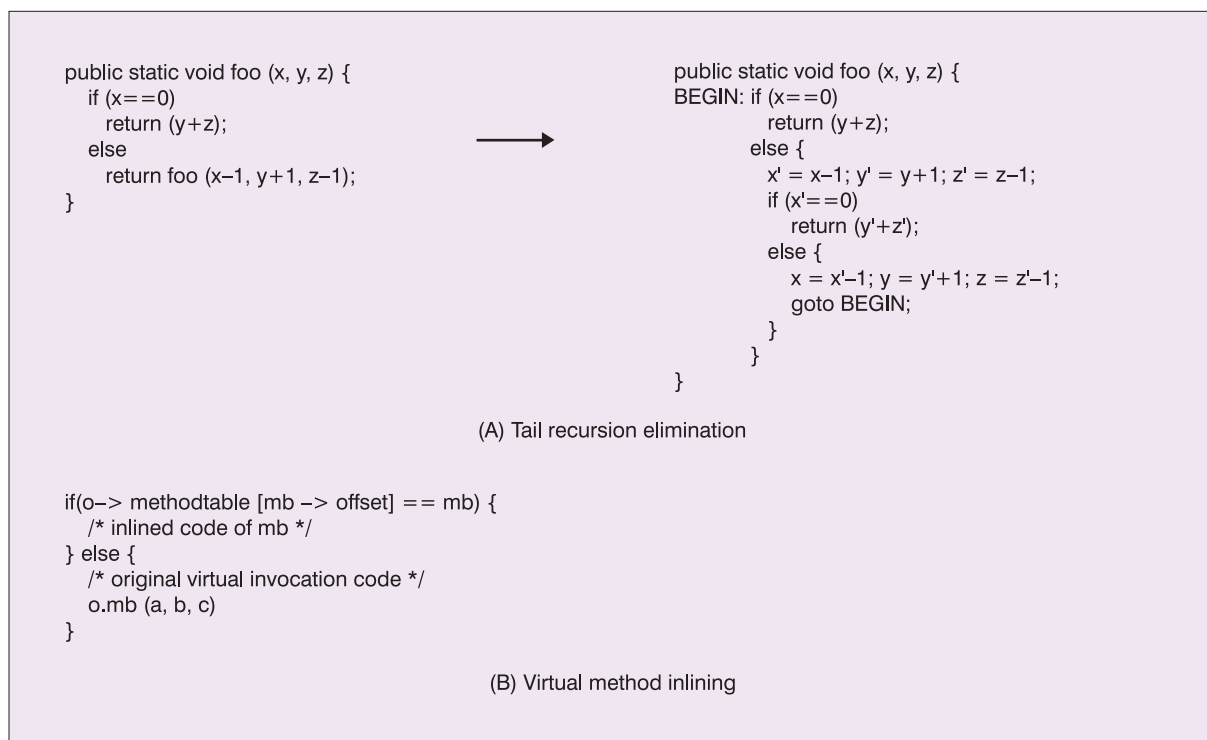 public static void foo (x, y, z) {
if (x==0)
return (y+z);
else
return foo (x–1, y+1, z–1);
}
public static void foo (x, y, z) {
BEGIN: if (x==0)
return (y+z);
else {
x' = x–1; y' = y+1; z' = z–1;
if (x'==0)
return (y'+z');
else {
x = x'–1; y = y'+1; z = z'–1;
goto BEGIN;
}
}
}
(A) Tail recursion elimination
if(o–> methodtable [mb –> offset] == mb) {
/* inlined code of mb */
} else {
/* original virtual invocation code */
o.mb (a, b, c)
}
(B) Virtual method inlining